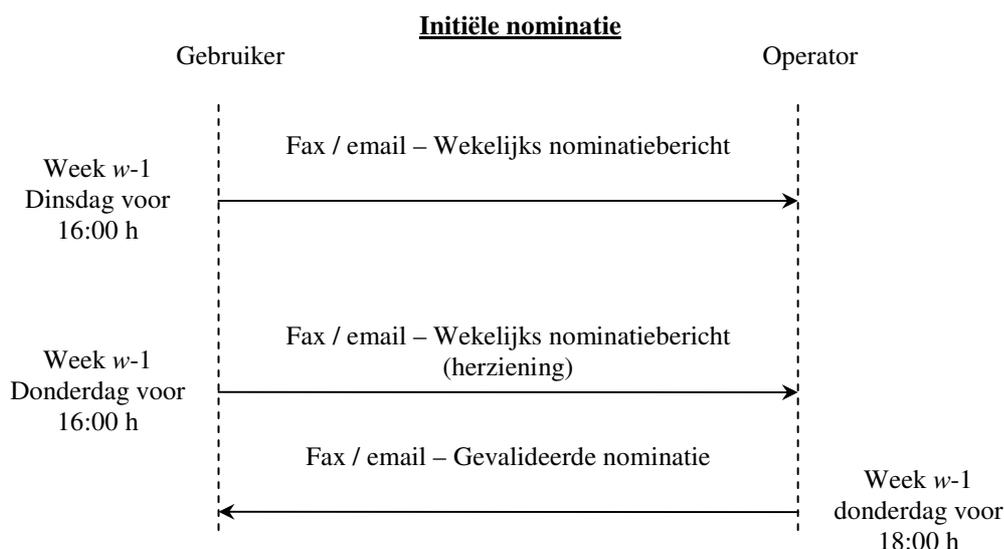 Initiële nominatie
Gebruiker
Operator
Fax / email – Wekelijks nominatiebericht
Week w-1
Dinsdag voor
16:00 h
Fax / email – Wekelijks nominatiebericht
(herziening)
Week w-1
Donderdag voor
16:00 h
Fax / email – Gevalideerde nominatie
Week w-1
donderdag voor
18:00 h